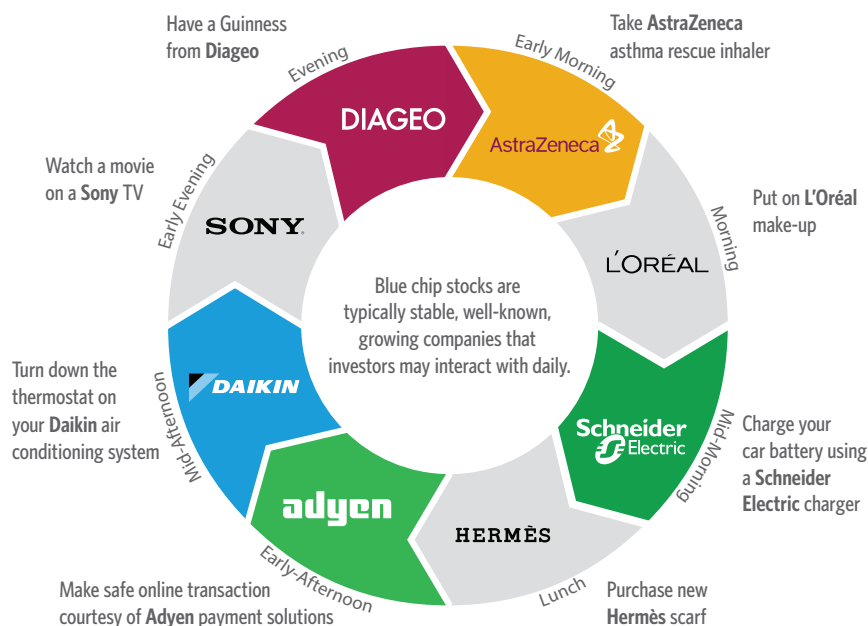 Have a Guinness
from Diageo
Evening
DIAGEO
Early Morning
AstraZeneca
Take AstraZeneca
asthma rescue inhaler
Morning
L'ORÉAL
Put on L'Oréal
make-up
Mid-Morning
Schneider
Electric
Charge your
car battery using
a Schneider
Electric charger
Lunch
HERMÈS
Purchase new
Hermès scarf
Early-Afternoon
adyen
Make safe online transaction
courtesy of Adyen payment solutions
Mid-Afternoon
DAIKIN
Turn down the
thermostat on
your Daikin air
conditioning system
Early Evening
SONY
Watch a movie
on a Sony TV
Blue chip stocks are
typically stable, well-known,
growing companies that
investors may interact with daily.